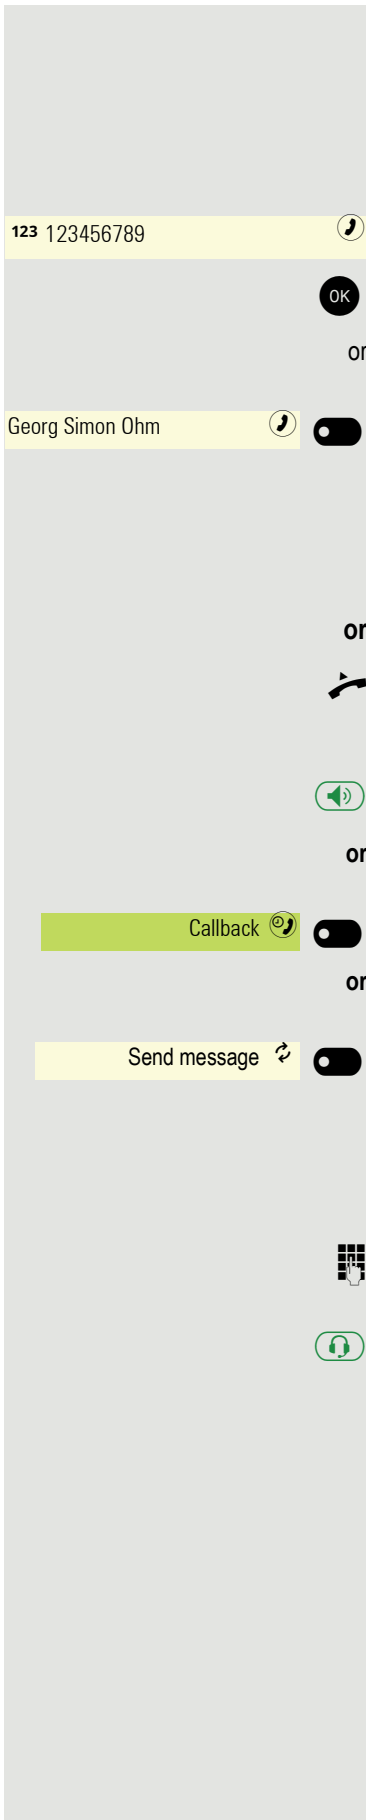 123 123456789
OK
or
Georg Simon Ohm
or
or
Callback
or
Send message